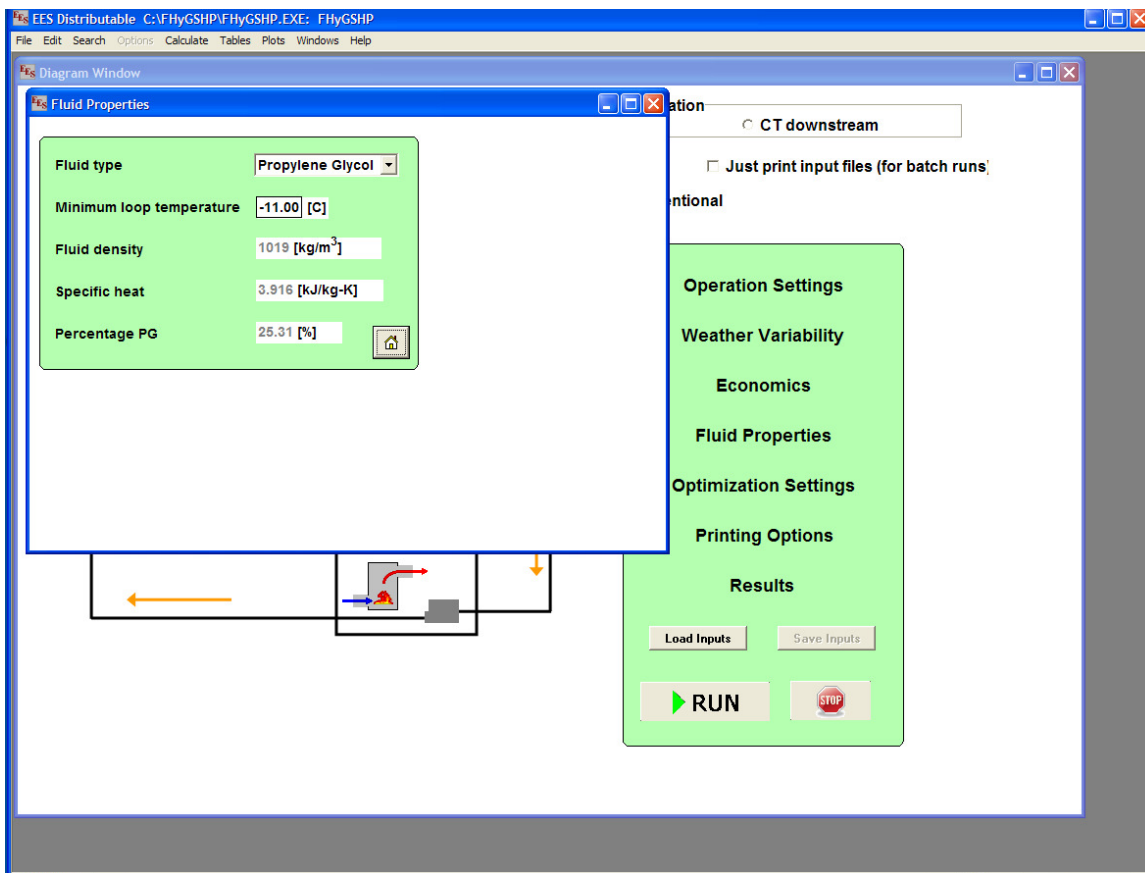 EES Distributable C:\FHyGSHP\FHyGSHP.EXE: FHyGSHP
File Edit Search Options Calculate Tables Plots Windows Help
EES Diagram Window
EES Fluid Properties
Fluid type Propylene Glycol
Minimum loop temperature -11.00 [C]
Fluid density 1019 [kg/m³]
Specific heat 3.916 [kJ/kg-K]
Percentage PG 25.31 [%]
ation
CT downstream
Just print input files (for batch runs)
entional
Operation Settings
Weather Variability
Economics
Fluid Properties
Optimization Settings
Printing Options
Results
Load Inputs Save Inputs
RUN STOP